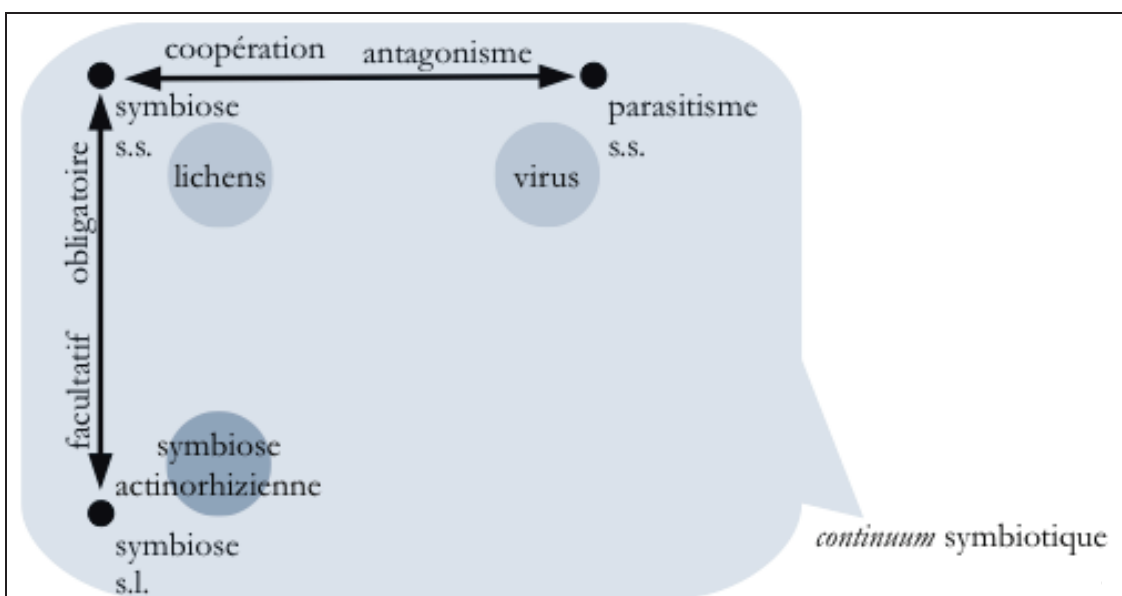 coopération
antagonisme
symbiose
s.s.
parasitisme
s.s.
lichens
virus
obligatoire
facultatif
symbiose
actinorhizienne
symbiose
s.l.
continuum symbiotique